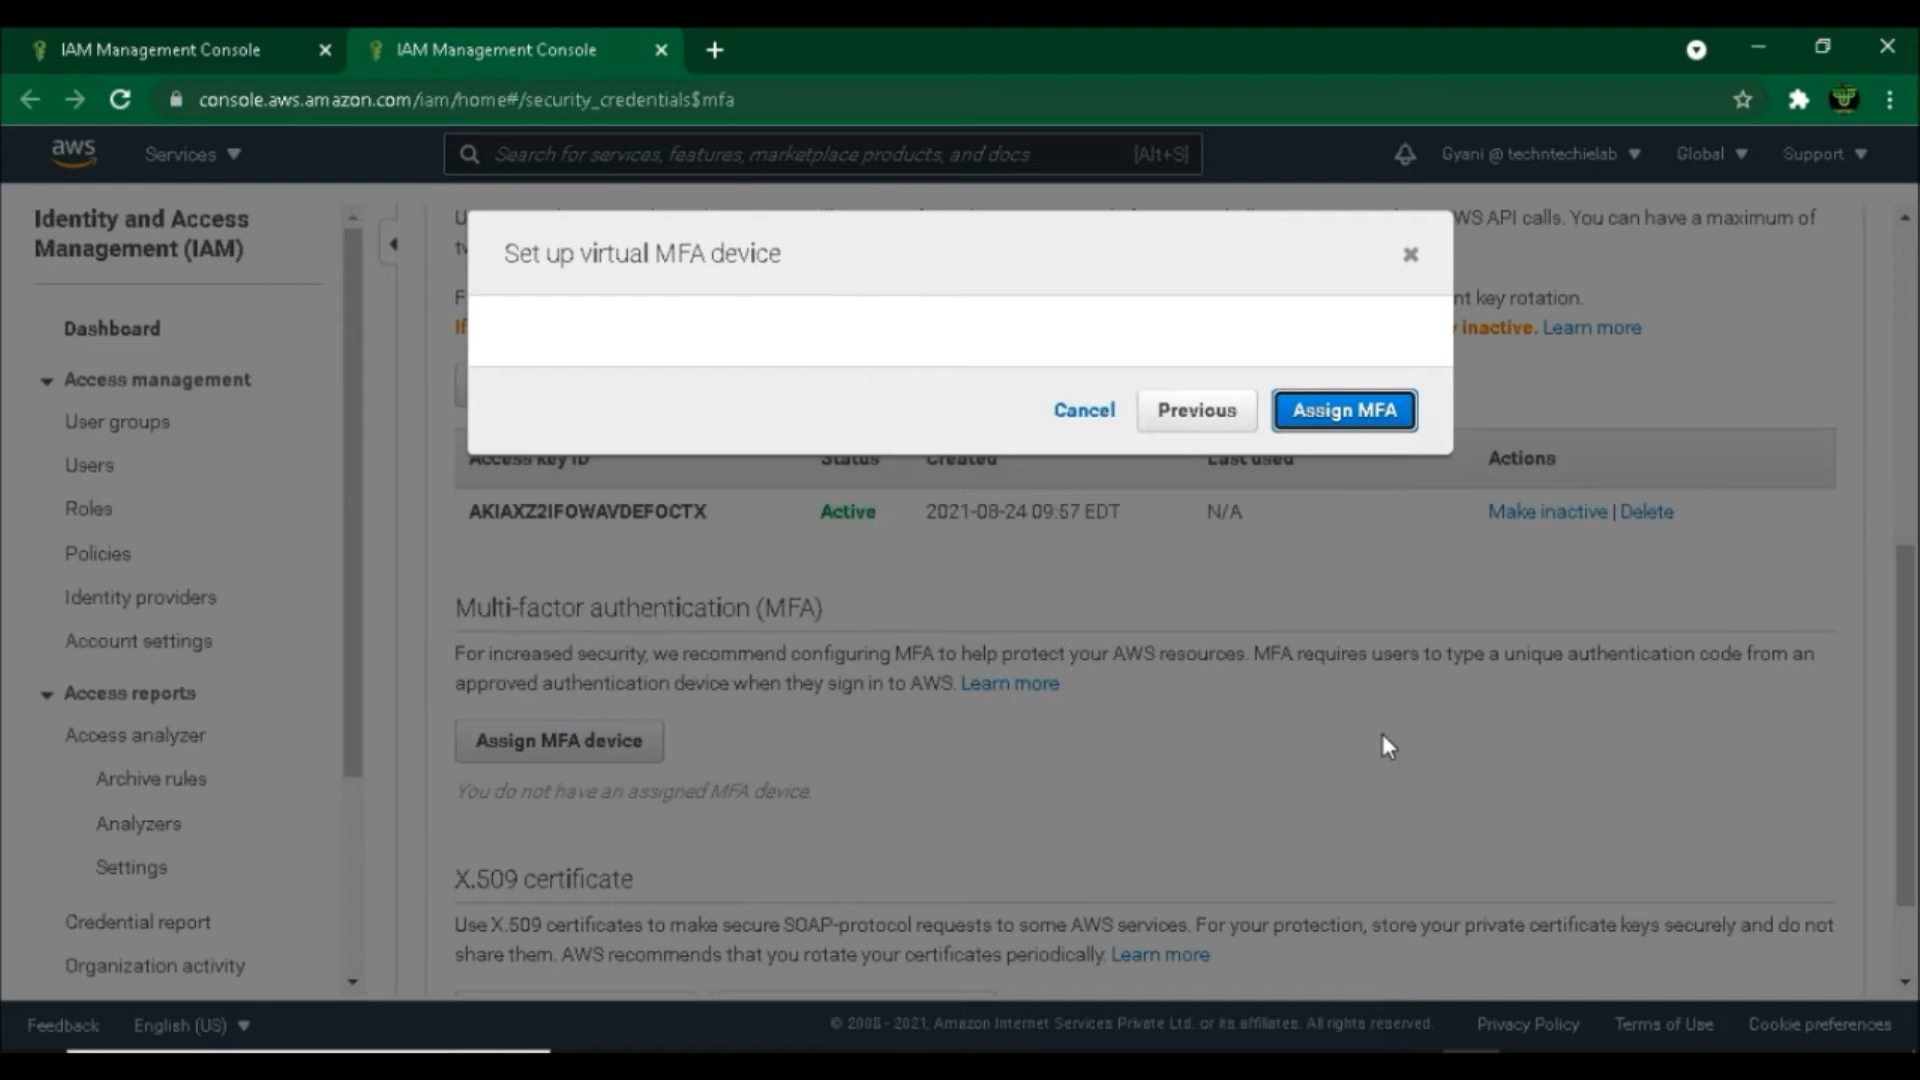 IAM Management Console
IAM Management Console
console.aws.amazon.com/iam/home#/security_credentials$mfa
aws
Services
Search for services, features, marketplace products, and docs
[Alt+S]
Gyani @ techntechielab
Global
Support
Identity and Access
Management (IAM)
Dashboard
Access management
User groups
Users
Roles
Policies
Identity providers
Account settings
Access reports
Access analyzer
Archive rules
Analyzers
Settings
Credential report
Organization activity
WS API calls. You can have a maximum of
Set up virtual MFA device
nt key rotation.
inactive. Learn more
Cancel
Previous
Assign MFA
Access key ID
Status
Created
Last used
Actions
AKIAXZ2IFOWAVDEFOCTX
Active
2021-08-24 09:57 EDT
N/A
Make inactive | Delete
Multi-factor authentication (MFA)
For increased security, we recommend configuring MFA to help protect your AWS resources. MFA requires users to type a unique authentication code from an
approved authentication device when they sign in to AWS. Learn more
Assign MFA device
You do not have an assigned MFA device.
X.509 certificate
Use X.509 certificates to make secure SOAP-protocol requests to some AWS services. For your protection, store your private certificate keys securely and do not
share them. AWS recommends that you rotate your certificates periodically. Learn more
Feedback
English (US)
© 2008 - 2021, Amazon Internet Services Private Ltd. or its affiliates. All rights reserved.
Privacy Policy
Terms of Use
Cookie preferences